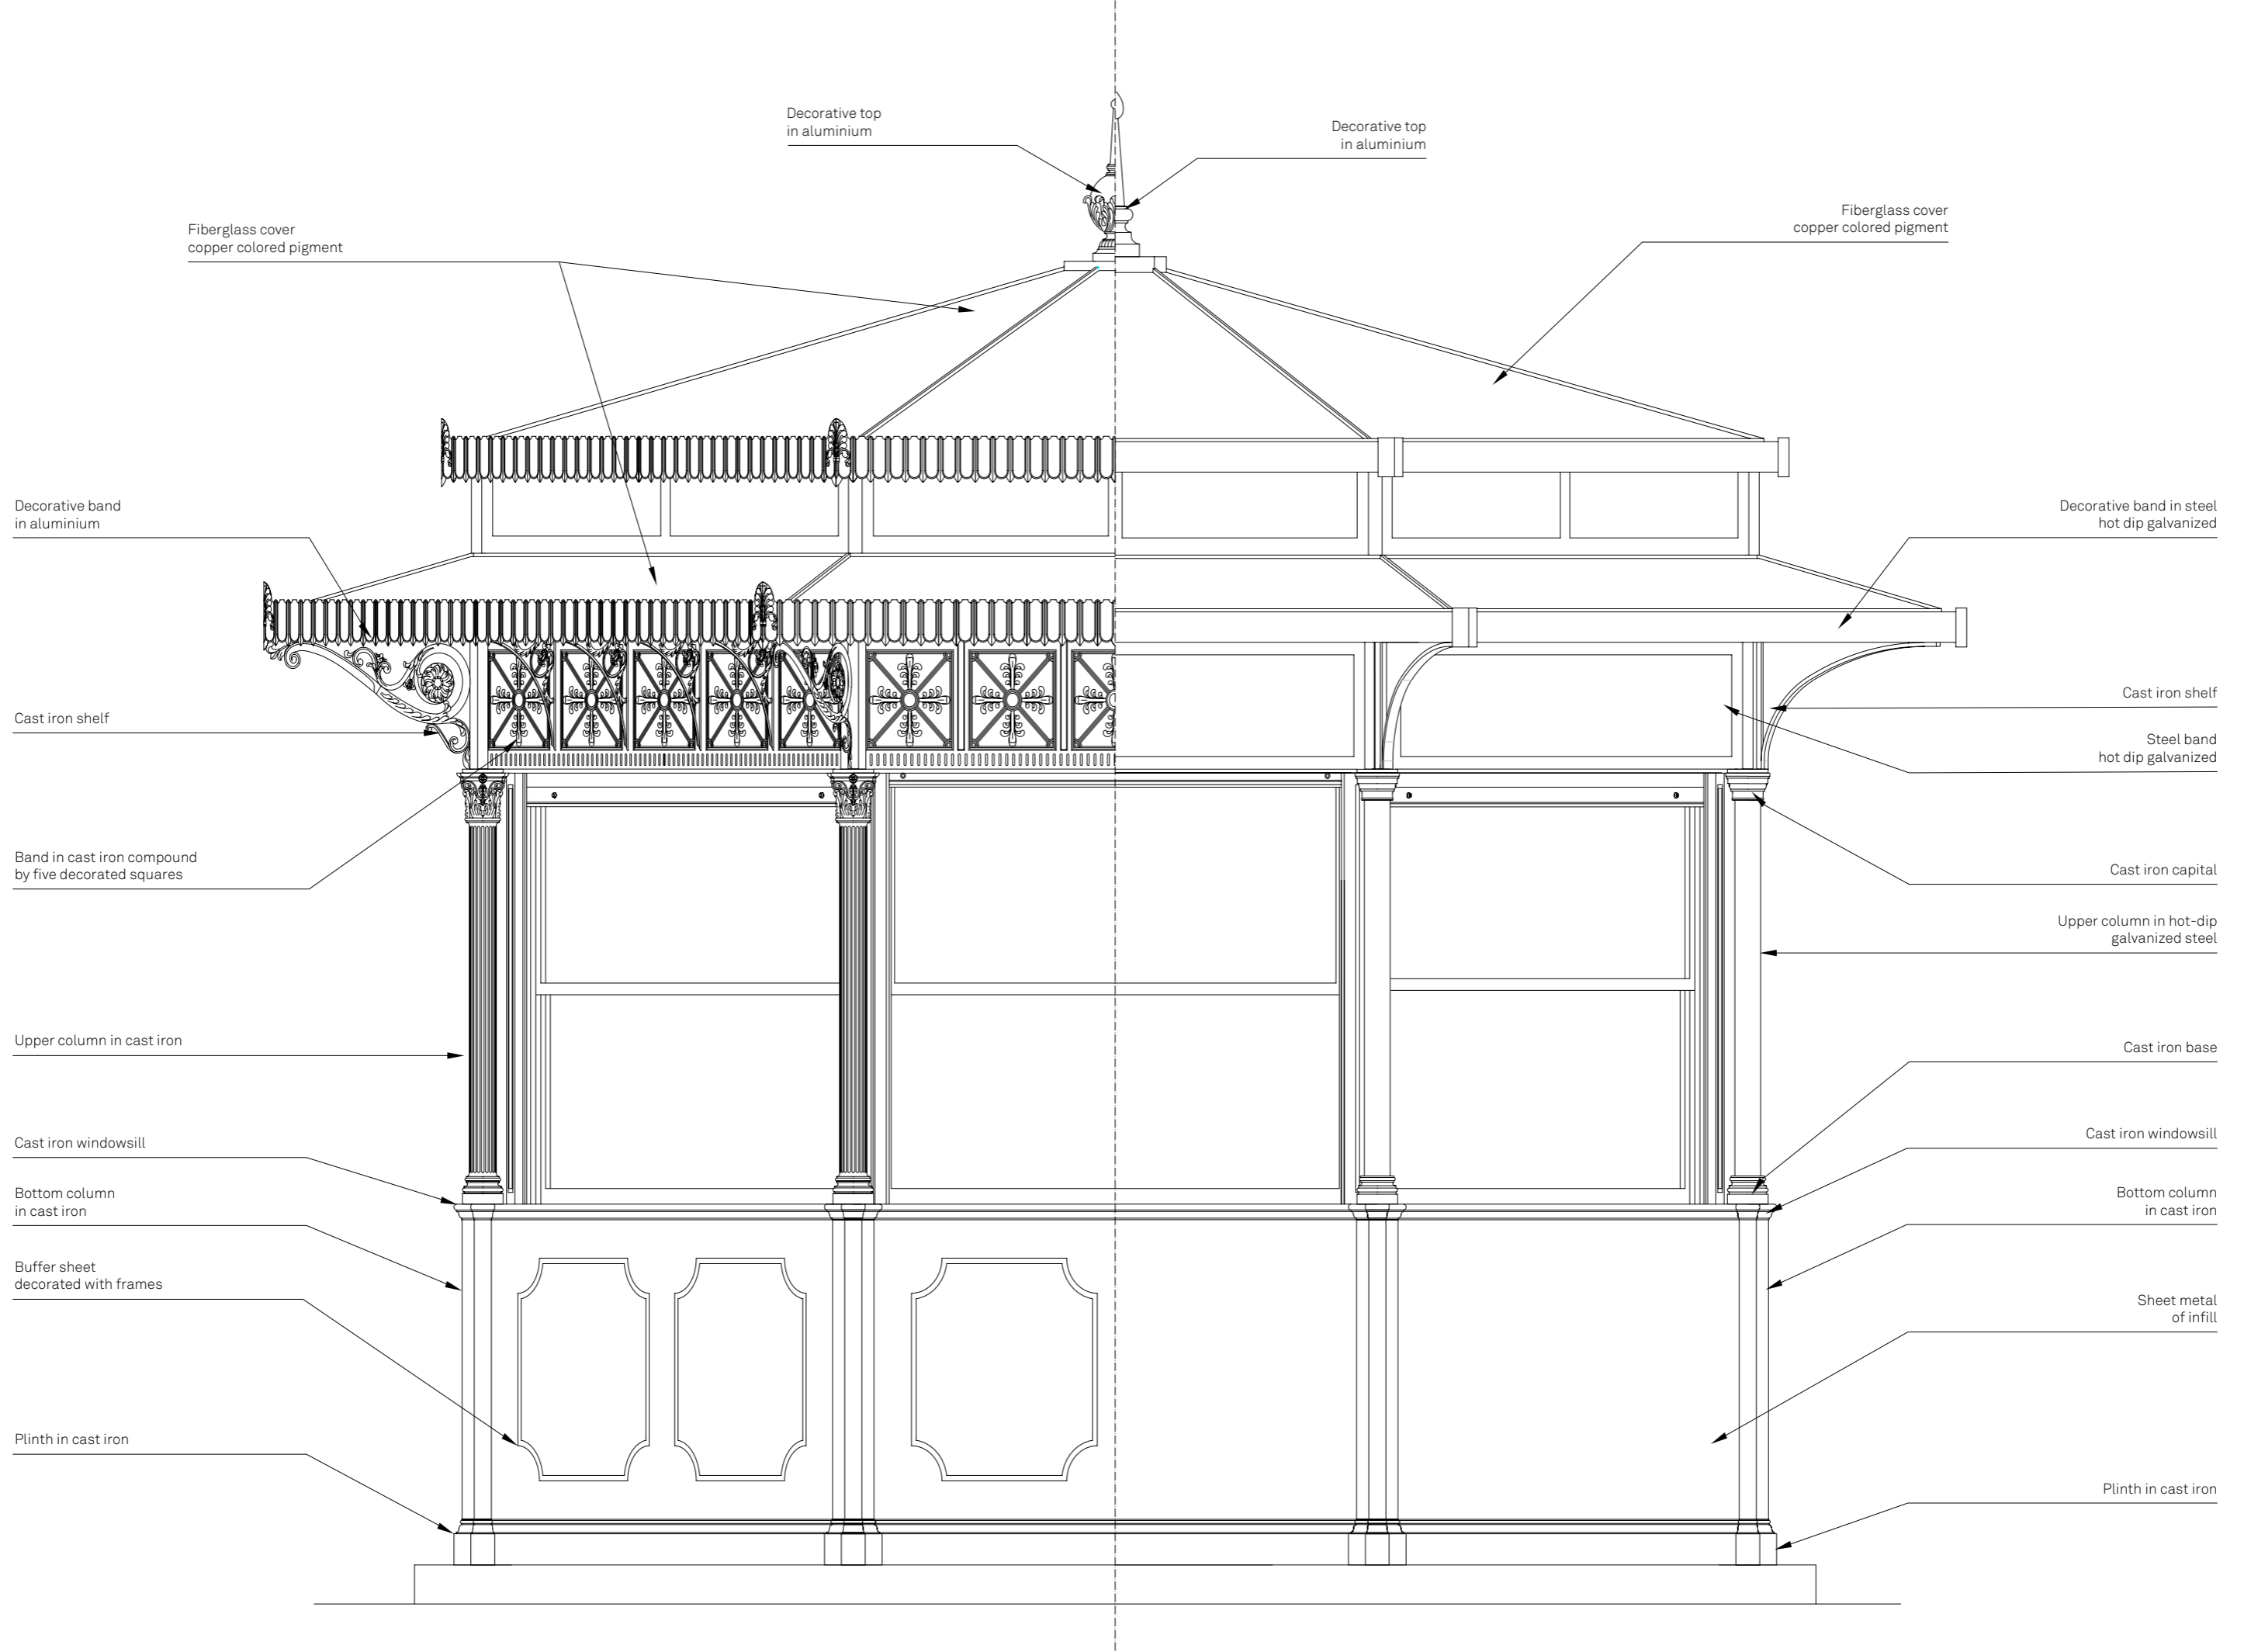 Decorative top
in aluminium
Decorative top
in aluminium
Fiberglass cover
copper colored pigment
Fiberglass cover
copper colored pigment
Decorative band
in aluminium
Cast iron shelf
Band in cast iron compound
by five decorated squares
Upper column in cast iron
Cast iron windowsill
Bottom column
in cast iron
Buffer sheet
decorated with frames
Plinth in cast iron
Decorative band in steel
hot dip galvanized
Cast iron shelf
Steel band
hot dip galvanized
Cast iron capital
Upper column in hot-dip
galvanized steel
Cast iron base
Cast iron windowsill
Bottom column
in cast iron
Sheet metal
of infill
Plinth in cast iron